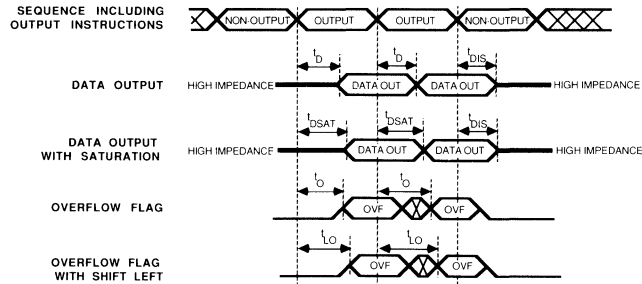 SEQUENCE INCLUDING
OUTPUT INSTRUCTIONS
NON-OUTPUT OUTPUT OUTPUT NON-OUTPUT
tD tD tDIS
DATA OUTPUT
HIGH IMPEDANCE DATA OUT DATA OUT HIGH IMPEDANCE
tDSAT tDSAT tDIS
DATA OUTPUT
WITH SATURATION
HIGH IMPEDANCE DATA OUT DATA OUT HIGH IMPEDANCE
tO tO
OVERFLOW FLAG
OVF OVF
tLO tLO
OVERFLOW FLAG
WITH SHIFT LEFT
OVF OVF